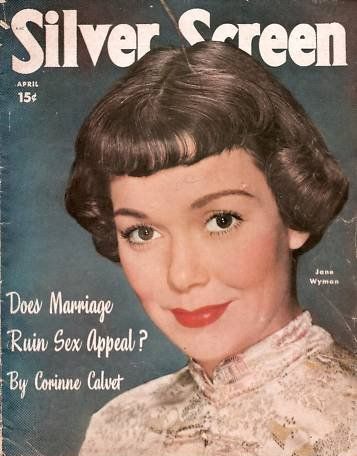 Silver Screen
APRIL
15¢
Jane
Wyman
Does Marriage
Ruin Sex Appeal?
By Corinne Calvet